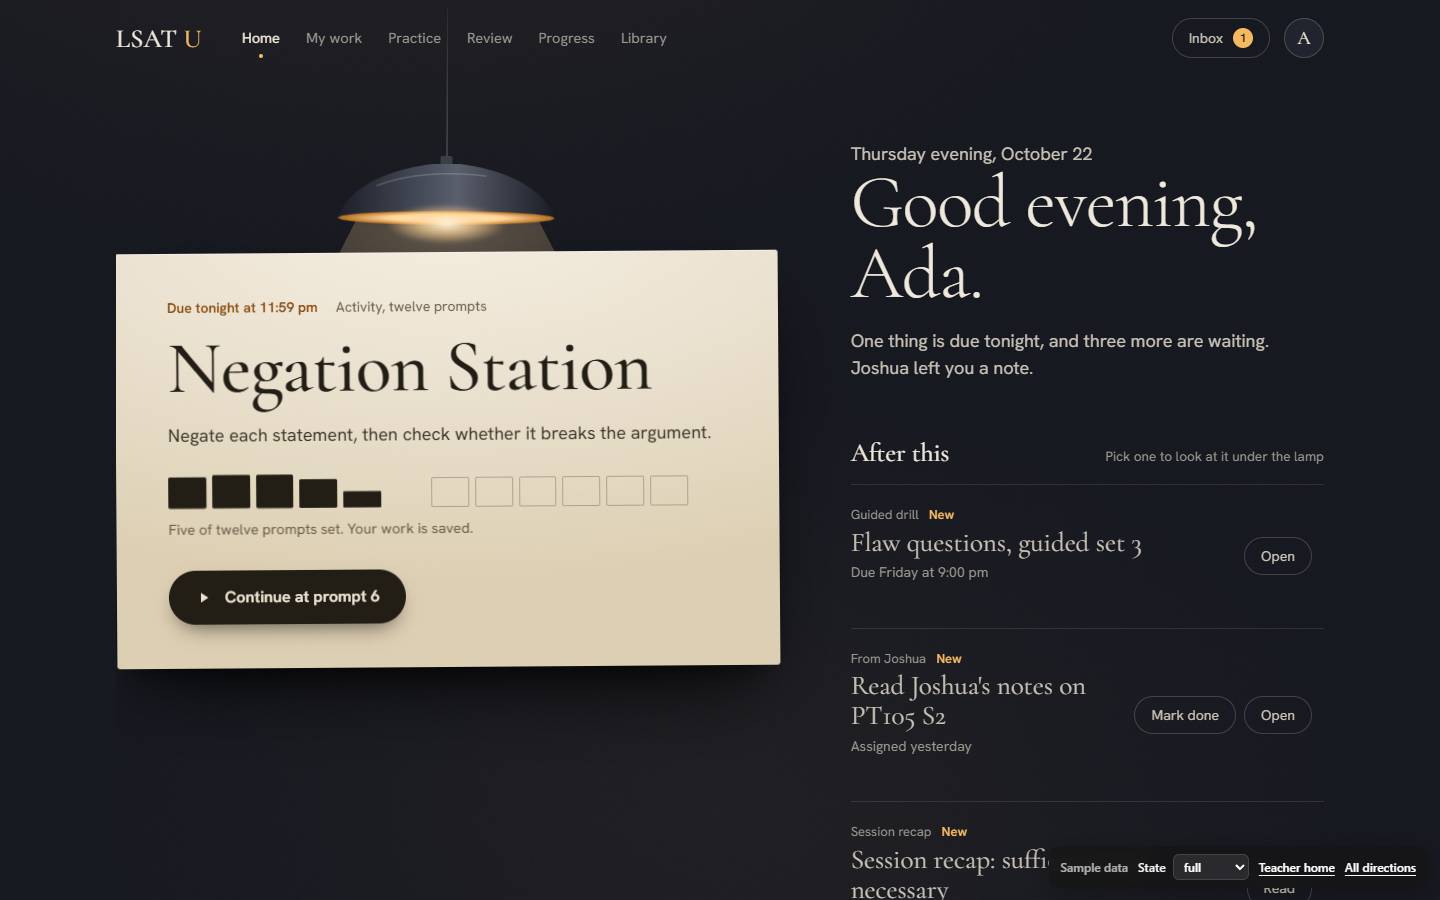 LSAT U
Home My work Practice Review Progress Library
Inbox 1
A
Due tonight at 11:59 pm Activity, twelve prompts
Negation Station
Negate each statement, then check whether it breaks the argument.
Five of twelve prompts set. Your work is saved.
Continue at prompt 6
Thursday evening, October 22
Good evening,
Ada.
One thing is due tonight, and three more are waiting.
Joshua left you a note.
After this
Pick one to look at it under the lamp
Guided drill New
Flaw questions, guided set 3
Due Friday at 9:00 pm
Open
From Joshua New
Read Joshua's notes on
PT105 S2
Assigned yesterday
Mark done Open
Session recap New
Session recap:
necessary
Read
Sample data State full Teacher home All directions